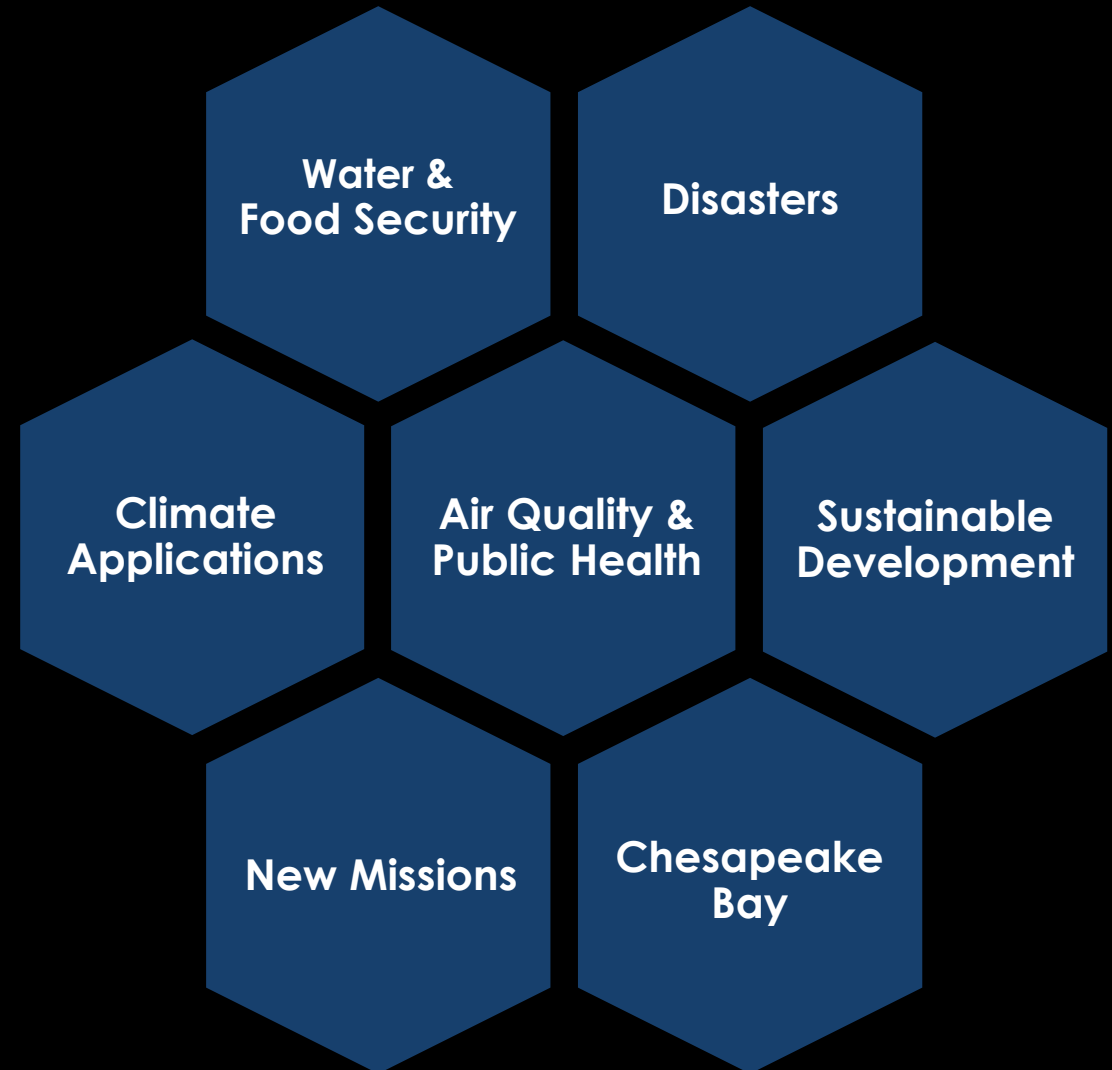 Water &
Food Security
Disasters
Climate
Applications
Air Quality &
Public Health
Sustainable
Development
New Missions
Chesapeake
Bay